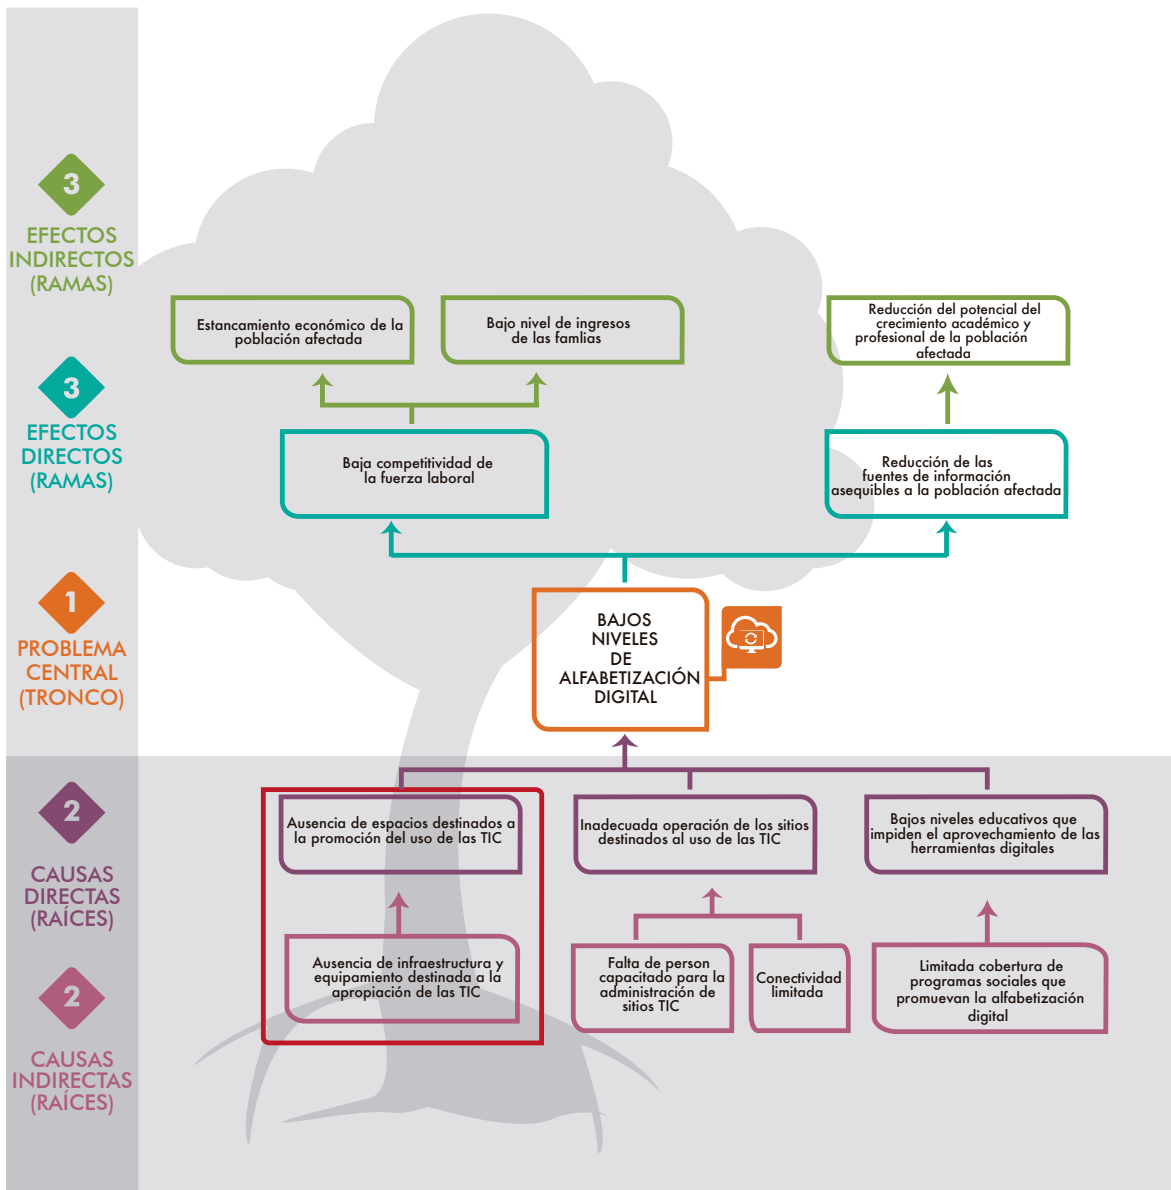 3
EFECTOS
INDIRECTOS
(RAMAS)
Estancamiento económico de la
población afectada
Bajo nivel de ingresos
de las famlias
Reducción del potencial del
crecimiento académico y
profesional de la población
afectada
3
EFECTOS
DIRECTOS
(RAMAS)
Baja competitividad de
la fuerza laboral
Reducción de las
fuentes de información
asequibles a la población afectada
1
PROBLEMA
CENTRAL
(TRONCO)
BAJOS
NIVELES
DE
ALFABETIZACIÓN
DIGITAL
2
CAUSAS
DIRECTAS
(RAÍCES)
Ausencia de espacios destinados a
la promoción del uso de las TIC
Inadecuada operación de los sitios
destinados al uso de las TIC
Bajos niveles educativos que
impiden el aprovechamiento de las
herramientas digitales
2
CAUSAS
INDIRECTAS
(RAÍCES)
Ausencia de infraestructura y
equipamiento destinada a la
apropiación de las TIC
Falta de person
capacitado para la
administración de
sitios TIC
Conectividad
limitada
Limitada cobertura de
programas sociales que
promuevan la alfabetización
digital